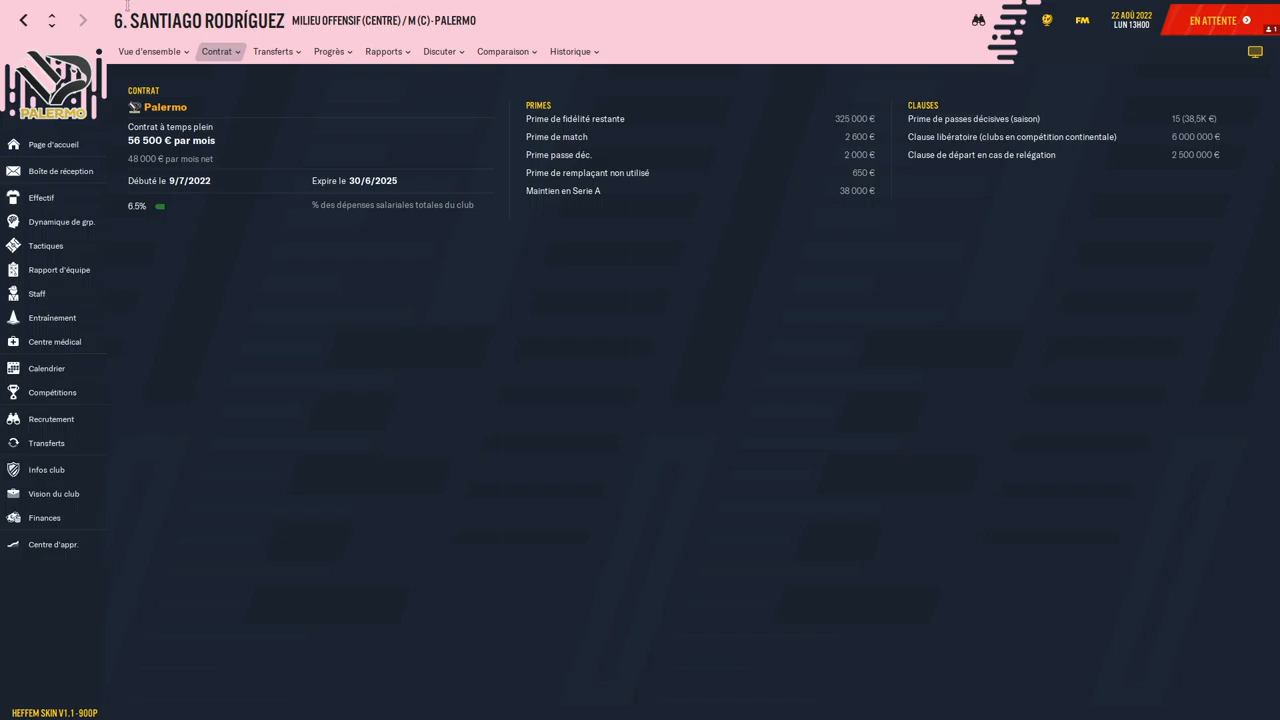 6. SANTIAGO RODRÍGUEZ MILIEU OFFENSIF (CENTRE) / M (C) - PALERMO
FM
22 AOÛ 2022
LUN 13H00
EN ATTENTE
1
Vue d'ensemble Contrat Transferts Progrès Rapports Discuter Comparaison Historique
PALERMO
Page d'accueil
Boîte de réception
Effectif
Dynamique de grp.
Tactiques
Rapport d'équipe
Staff
Entraînement
Centre médical
Calendrier
Compétitions
Recrutement
Transferts
Infos club
Vision du club
Finances
Centre d'appr.
CONTRAT
Palermo
Contrat à temps plein
56 500 € par mois
48 000 € par mois net
Débuté le 9/7/2022 Expire le 30/6/2025
6.5% % des dépenses salariales totales du club
PRIMES
Prime de fidélité restante 325 000 €
Prime de match 2 600 €
Prime passe déc. 2 000 €
Prime de remplaçant non utilisé 650 €
Maintien en Serie A 38 000 €
CLAUSES
Prime de passes décisives (saison) 15 (38,5K €)
Clause libératoire (clubs en compétition continentale) 6 000 000 €
Clause de départ en cas de relégation 2 500 000 €
HEFFEM SKIN V1.1 - 900P